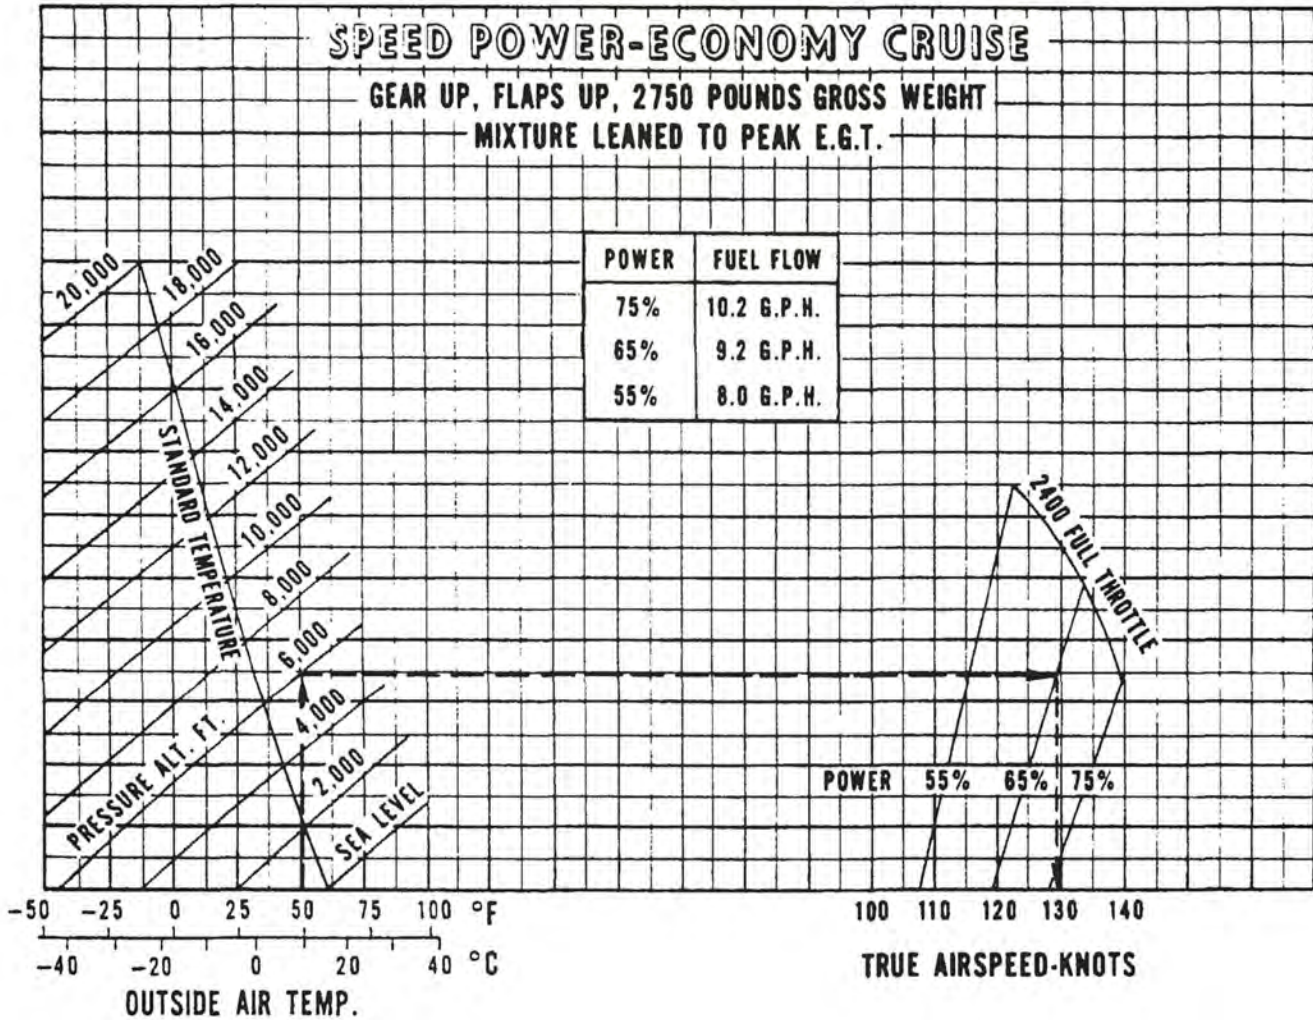 SPEED POWER-ECONOMY CRUISE
GEAR UP, FLAPS UP, 2750 POUNDS GROSS WEIGHT
MIXTURE LEANED TO PEAK E.G.T.
POWER FUEL FLOW
75% 10.2 G.P.H.
65% 9.2 G.P.H.
55% 8.0 G.P.H.
20,000
18,000
16,000
14,000
12,000
10,000
8,000
6,000
4,000
2,000
SEA LEVEL
STANDARD TEMPERATURE
PRESSURE ALT. FT.
2400 FULL THROTTLE
POWER 55% 65% 75%
-50 -25 0 25 50 75 100 °F
-40 -20 0 20 40 °C
OUTSIDE AIR TEMP.
100 110 120 130 140
TRUE AIRSPEED-KNOTS